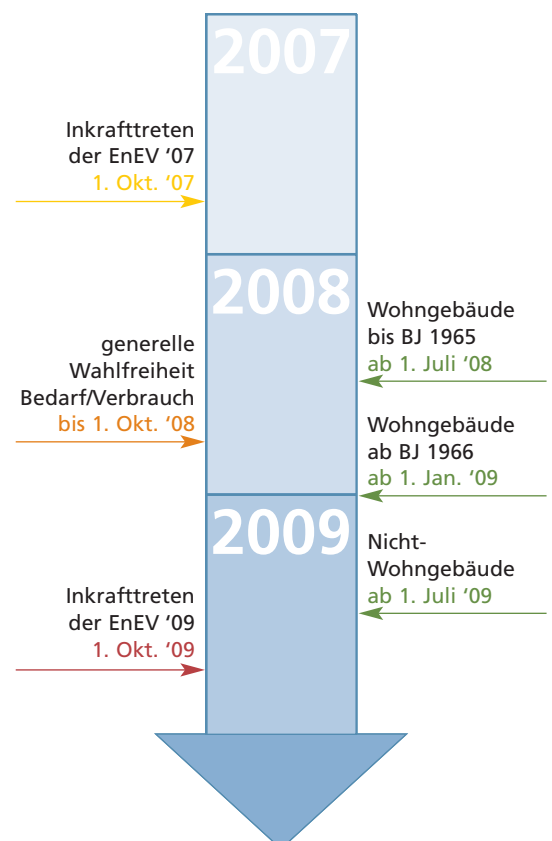 2007
Inkrafttreten
der EnEV ‘07
1. Okt. ‘07
2008
Wohngebäude
bis BJ 1965
ab 1. Juli ‘08
generelle
Wahlfreiheit
Bedarf/Verbrauch
bis 1. Okt. ‘08
Wohngebäude
ab BJ 1966
ab 1. Jan. ‘09
2009
Nicht-
Wohngebäude
ab 1. Juli ‘09
Inkrafttreten
der EnEV ‘09
1. Okt. ‘09